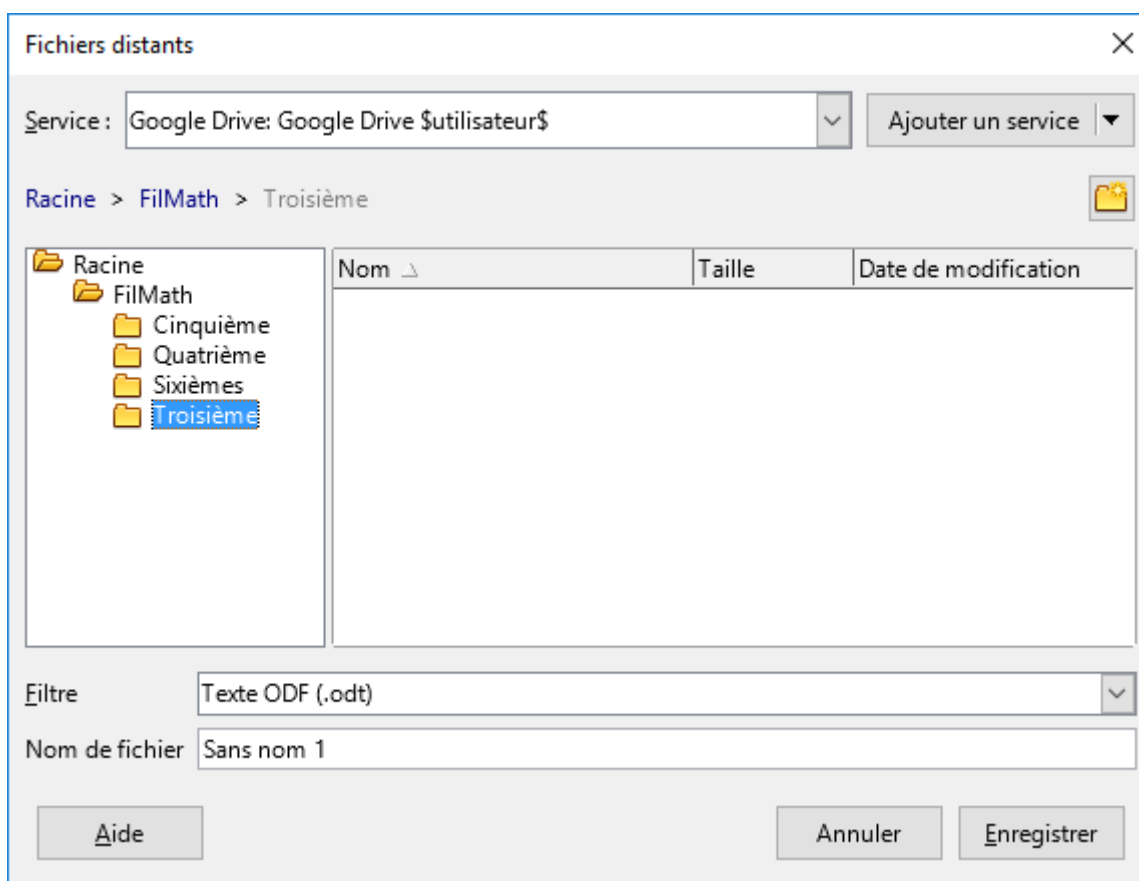 Fichiers distants
Service : Google Drive: Google Drive $utilisateur$ Ajouter un service
Racine > FilMath > Troisième
Racine
FilMath
Cinquième
Quatrième
Sixièmes
Troisième
Nom Taille Date de modification
Filtre Texte ODF (.odt)
Nom de fichier Sans nom 1
Aide Annuler Enregistrer